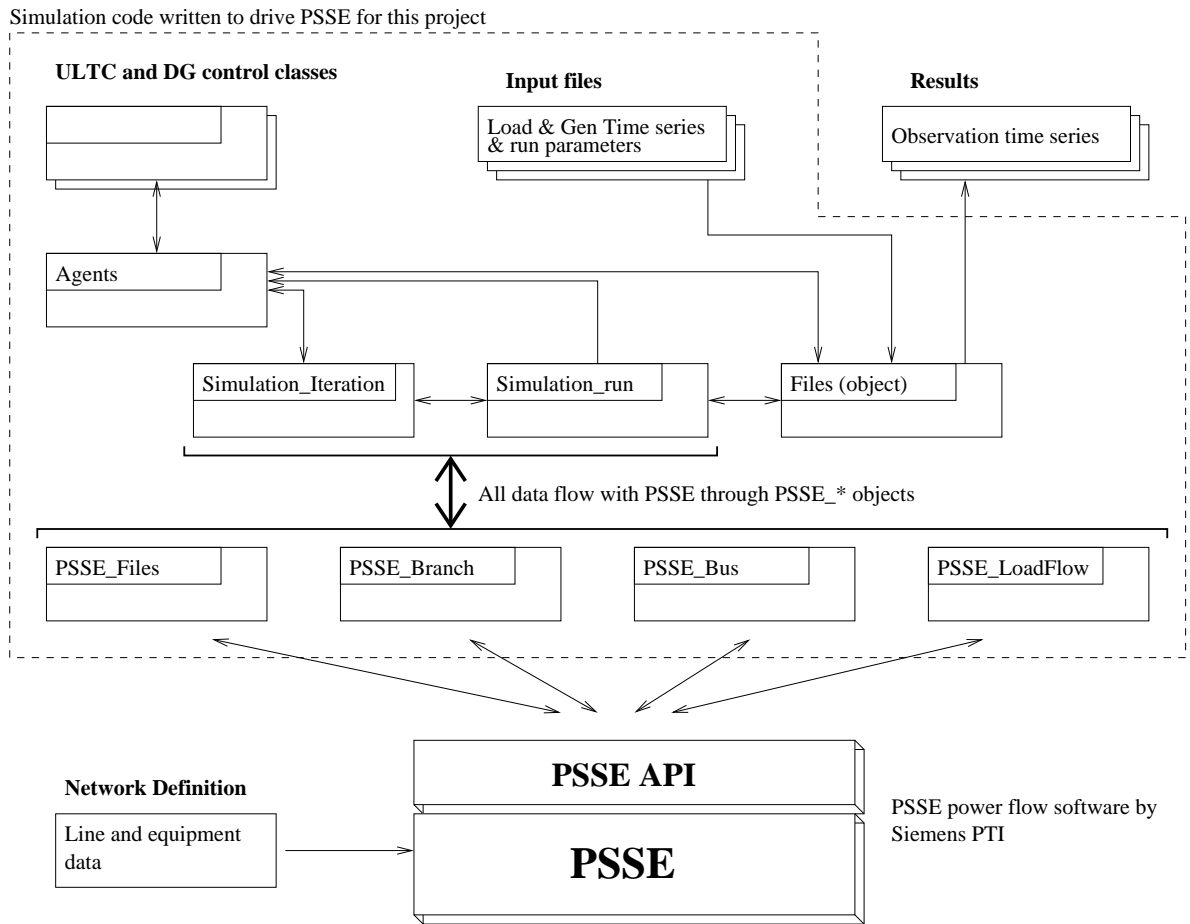 Simulation code written to drive PSSE for this project
ULTC and DG control classes
Input files
Results
Load & Gen Time series
& run parameters
Observation time series
Agents
Simulation_Iteration
Simulation_run
Files (object)
All data flow with PSSE through PSSE_* objects
PSSE_Files
PSSE_Branch
PSSE_Bus
PSSE_LoadFlow
PSSE API
Network Definition
Line and equipment
data
PSSE
PSSE power flow software by
Siemens PTI